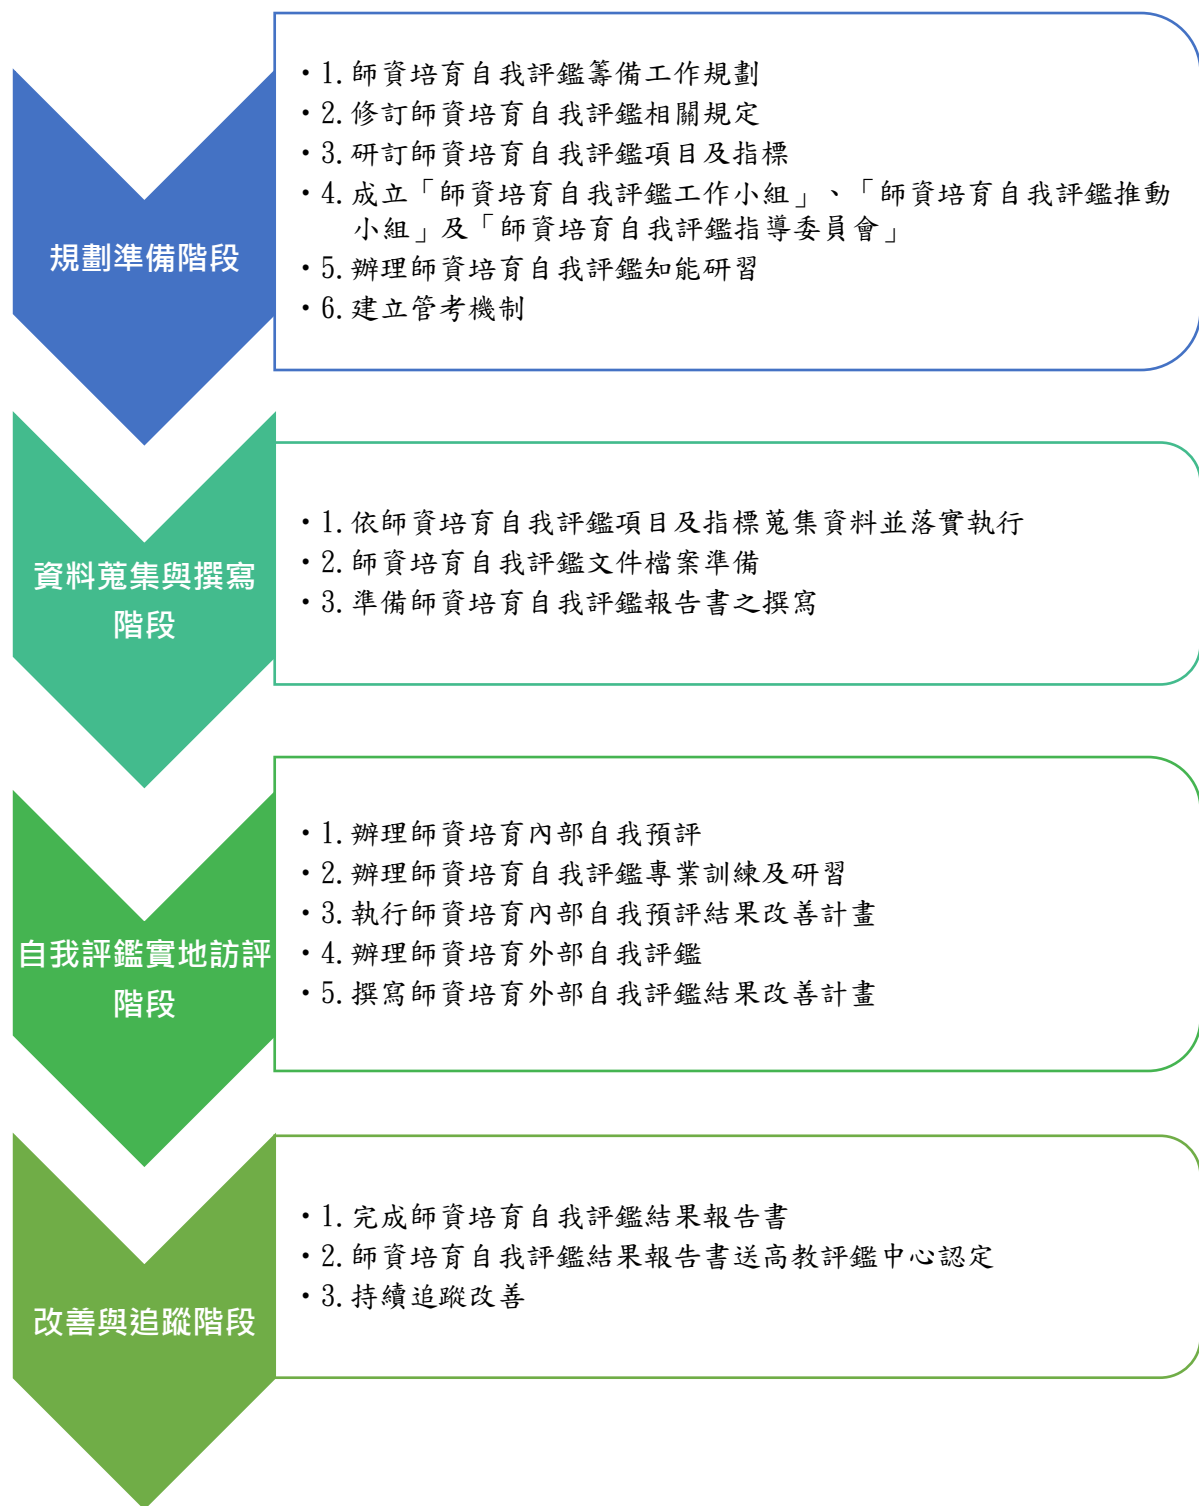 規劃準備階段
・1.師資培育自我評鑑籌備工作規劃
・2.修訂師資培育自我評鑑相關規定
・3.研訂師資培育自我評鑑項目及指標
・4.成立「師資培育自我評鑑工作小組」、「師資培育自我評鑑推動
小組」及「師資培育自我評鑑指導委員會」
・5.辦理師資培育自我評鑑知能研習
・6.建立管考機制
資料蒐集與撰寫
階段
・1.依師資培育自我評鑑項目及指標蒐集資料並落實執行
・2.師資培育自我評鑑文件檔案準備
・3.準備師資培育自我評鑑報告書之撰寫
自我評鑑實地訪評
階段
・1.辦理師資培育內部自我預評
・2.辦理師資培育自我評鑑專業訓練及研習
・3.執行師資培育內部自我預評結果改善計畫
・4.辦理師資培育外部自我評鑑
・5.撰寫師資培育外部自我評鑑結果改善計畫
改善與追蹤階段
・1.完成師資培育自我評鑑結果報告書
・2.師資培育自我評鑑結果報告書送高教評鑑中心認定
・3.持續追蹤改善